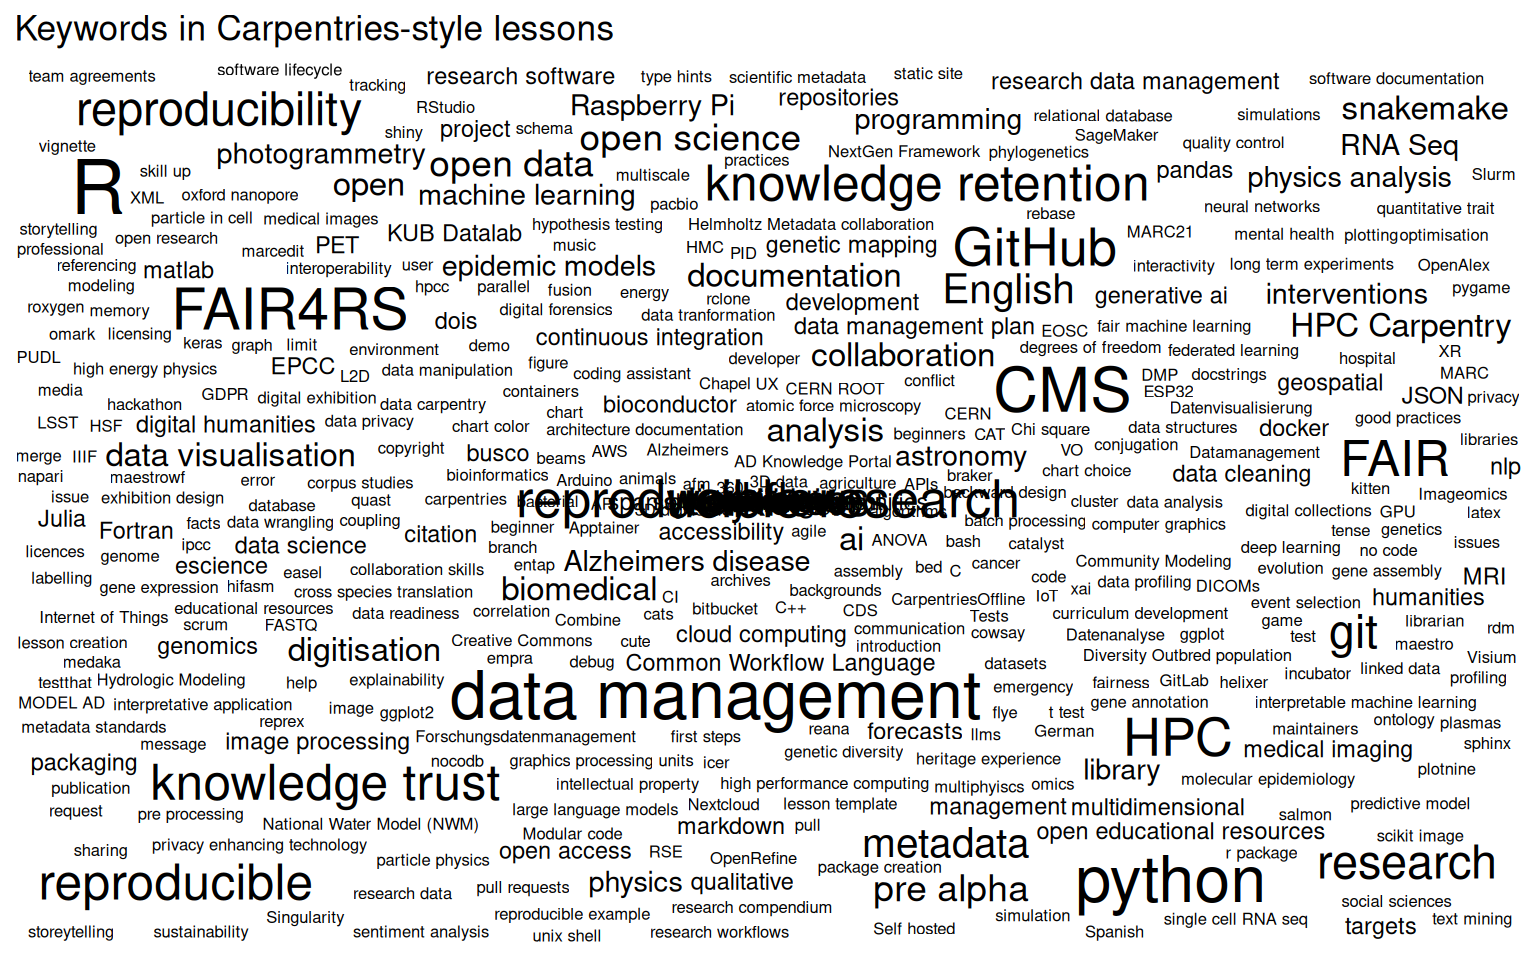 Keywords in Carpentries-style lessons
team agreements software lifecycle tracking research software type hints scientific metadata static site research data management software documentation
reproducibility RStudio Raspberry Pi repositories programming relational database simulations snakemake
vignette shiny project schema open science SageMaker quality control RNA Seq
R skill up photogrammetry open data practices NextGen Framework phylogenetics
XML oxford nanopore open machine learning multiscale pacbio knowledge retention pandas physics analysis Slurm
storytelling particle in cell medical images hypothesis testing Helmholtz Metadata collaboration rebase neural networks quantitative trait
professional open research marcedit PET KUB Datalab music HMC PID genetic mapping GitHub MARC21 mental health plotting optimisation
referencing matlab interoperability user epidemic models documentation interactivity long term experiments OpenAlex
modeling hpcc parallel fusion energy rclone development English generative ai interventions pygame
roxygen memory FAIR4RS dois digital forensics data tranformation data management plan EOSC fair machine learning HPC Carpentry
omark licensing keras graph limit environment demo continuous integration developer collaboration degrees of freedom federated learning hospital XR
PUDL high energy physics EPCC L2D data manipulation figure coding assistant Chapel UX CERN ROOT conflict CMS DMP docstrings geospatial MARC
media hackathon GDPR digital exhibition data carpentry containers bioconductor atomic force microscopy CERN ESP32 Datenvisualisierung JSON privacy
LSST HSF digital humanities data privacy chart color chart architecture documentation analysis beginners CAT Chi square data structures docker good practices
merge IIIF data visualisation copyright busco beams AWS Alzheimers AD Knowledge Portal astronomy VO conjugation Datamanagement FAIR libraries
napari maestrowf error corpus studies bioinformatics Arduino animals afm 3D data agriculture APIs braker chart choice data cleaning nlp
issue exhibition design database quast carpentries bacterial reproducible research backward design cluster data analysis kitten Imageomics
Julia Fortran facts data wrangling coupling citation beginner Apptainer accessibility agile batch processing computer graphics digital collections GPU latex
licences genome ipcc data science branch ai ANOVA bash catalyst tense genetics
labelling escience easel collaboration skills entap Alzheimers disease assembly bed C cancer Community Modeling deep learning no code issues
gene expression hifasm cross species translation biomedical CI archives backgrounds code IoT xai data profiling DICOMs evolution gene assembly MRI
Internet of Things educational resources data readiness correlation Combine cats bitbucket C++ CDS CarpentriesOffline Tests curriculum development event selection humanities
scrum FASTQ cowsay game
lesson creation genomics digitisation Creative Commons cute cloud computing communication introduction Datenanalyse ggplot test git librarian rdm
medaka empra debug Common Workflow Language datasets Diversity Outbred population maestro Visium
testthat Hydrologic Modeling help explainability data management emergency fairness GitLab helixer incubator linked data profiling
MODEL AD interpretative application image ggplot2 flye t test gene annotation interpretable machine learning
metadata standards reprex Forschungsdatenmanagement first steps reana forecasts llms German HPC maintainers ontology plasmas
message image processing genetic diversity heritage experience medical imaging sphinx
packaging nocodb graphics processing units icer library molecular epidemiology plotnine
publication knowledge trust intellectual property high performance computing multiphyiscs omics
request pre processing large language models Nextcloud lesson template management multidimensional salmon predictive model
National Water Model (NWM) Modular code markdown pull metadata open educational resources scikit image
sharing privacy enhancing technology particle physics open access RSE OpenRefine package creation r package research
reproducible research data pull requests physics qualitative pre alpha python social sciences
Singularity reproducible example research compendium simulation single cell RNA seq text mining
storeytelling sustainability sentiment analysis unix shell research workflows Self hosted Spanish targets